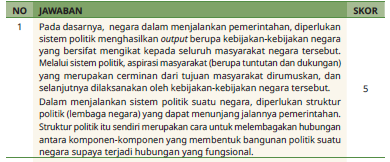 NO JAWABAN SKOR
1 Pada dasarnya, negara dalam menjalankan pemerintahan, diperlukan
sistem politik menghasilkan output berupa kebijakan-kebijakan negara
yang bersifat mengikat kepada seluruh masyarakat negara tersebut.
Melalui sistem politik, aspirasi masyarakat (berupa tuntutan dan dukungan)
yang merupakan cerminan dari tujuan masyarakat dirumuskan, dan
selanjutnya dilaksanakan oleh kebijakan-kebijakan negara tersebut.
5
Dalam menjalankan sistem politik suatu negara, diperlukan struktur
politik (lembaga negara) yang dapat menunjang jalannya pemerintahan.
Struktur politik itu sendiri merupakan cara untuk melembagakan hubungan
antara komponen-komponen yang membentuk bangunan politik suatu
negara supaya terjadi hubungan yang fungsional.